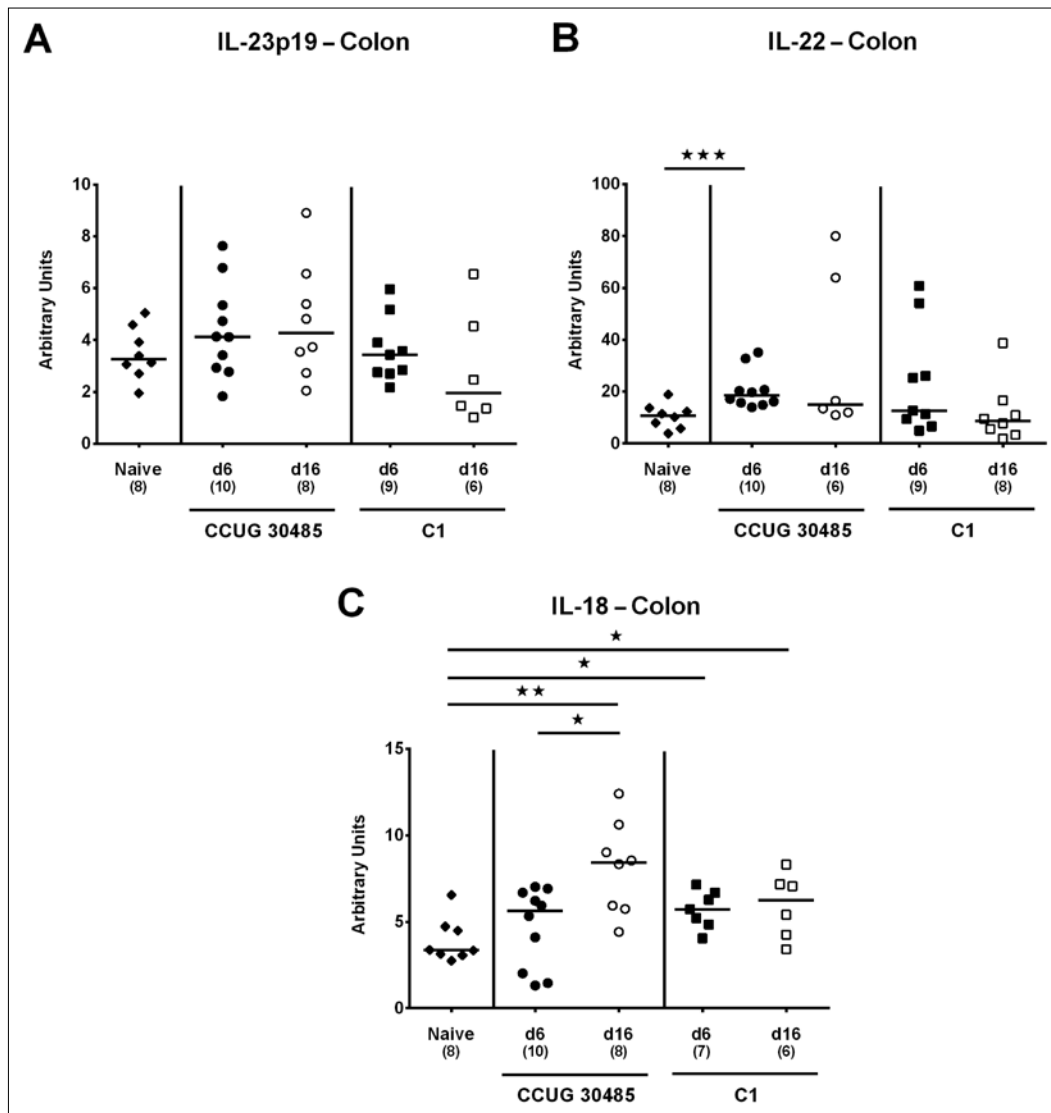 A
IL-23p19 – Colon
Arbitrary Units
10
8
6
4
2
0
Naive d6 d16 d6 d16
(8) (10) (8) (9) (6)
CCUG 30485 C1
B
IL-22 – Colon
★★★
Arbitrary Units
100
80
60
40
20
0
Naive d6 d16 d6 d16
(8) (10) (6) (9) (8)
CCUG 30485 C1
C
IL-18 – Colon
★
★
★★
★
Arbitrary Units
15
10
5
0
Naive d6 d16 d6 d16
(8) (10) (8) (7) (6)
CCUG 30485 C1